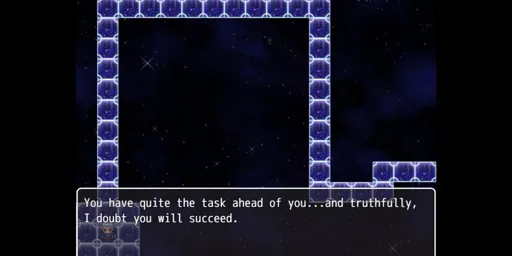 You have quite the task ahead of you...and truthfully,
I doubt you will succeed.